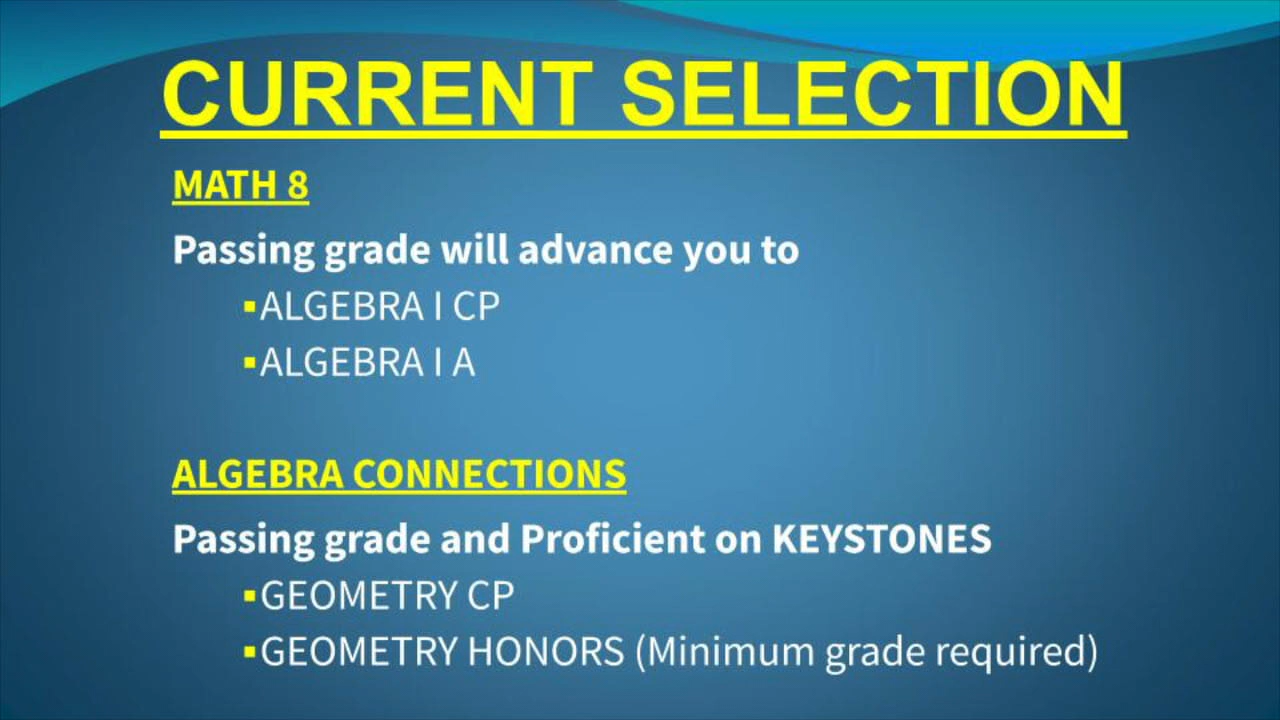 CURRENT SELECTION
MATH 8
Passing grade will advance you to
▪ALGEBRA I CP
▪ALGEBRA I A
ALGEBRA CONNECTIONS
Passing grade and Proficient on KEYSTONES
▪GEOMETRY CP
▪GEOMETRY HONORS (Minimum grade required)